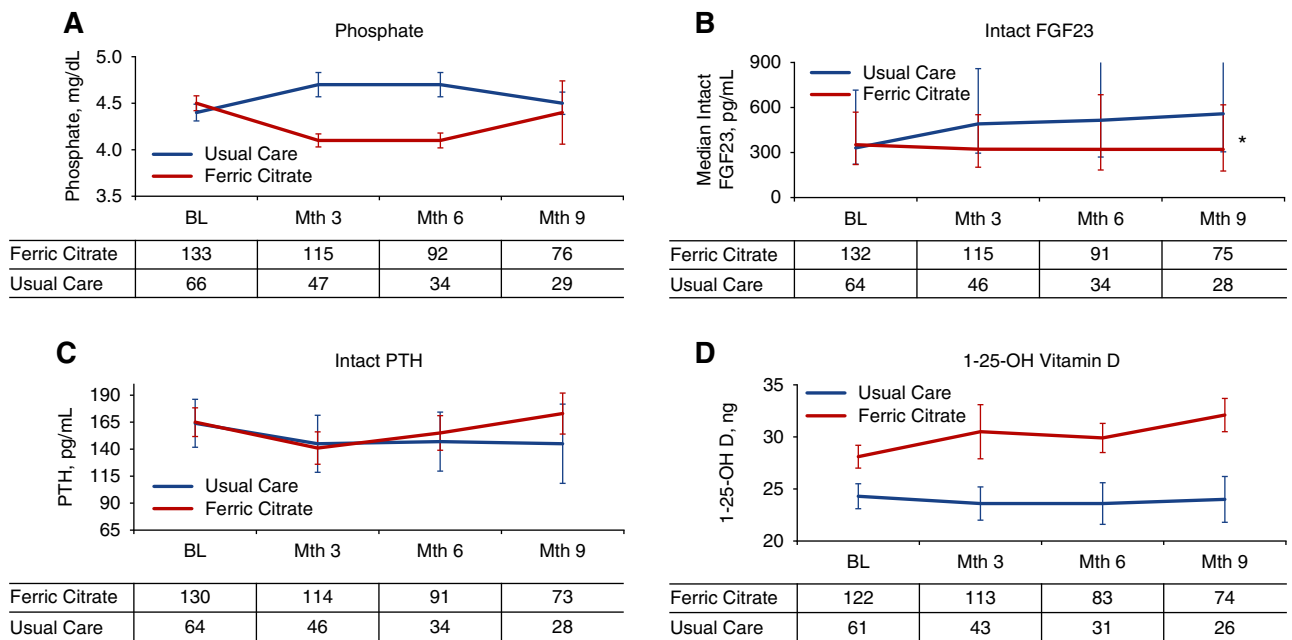 A
Phosphate
Phosphate, mg/dL
5.0
4.5
4.0
3.5
Usual Care
Ferric Citrate
BL Mth 3 Mth 6 Mth 9
Ferric Citrate 133 115 92 76
Usual Care 66 47 34 29
B
Intact FGF23
Median Intact
FGF23, pg/mL
900
600
300
0
Usual Care
Ferric Citrate
*
BL Mth 3 Mth 6 Mth 9
Ferric Citrate 132 115 91 75
Usual Care 64 46 34 28
C
Intact PTH
PTH, pg/mL
190
165
140
115
90
65
Usual Care
Ferric Citrate
BL Mth 3 Mth 6 Mth 9
Ferric Citrate 130 114 91 73
Usual Care 64 46 34 28
D
1-25-OH Vitamin D
1-25-OH D, ng
35
30
25
20
Usual Care
Ferric Citrate
BL Mth 3 Mth 6 Mth 9
Ferric Citrate 122 113 83 74
Usual Care 61 43 31 26